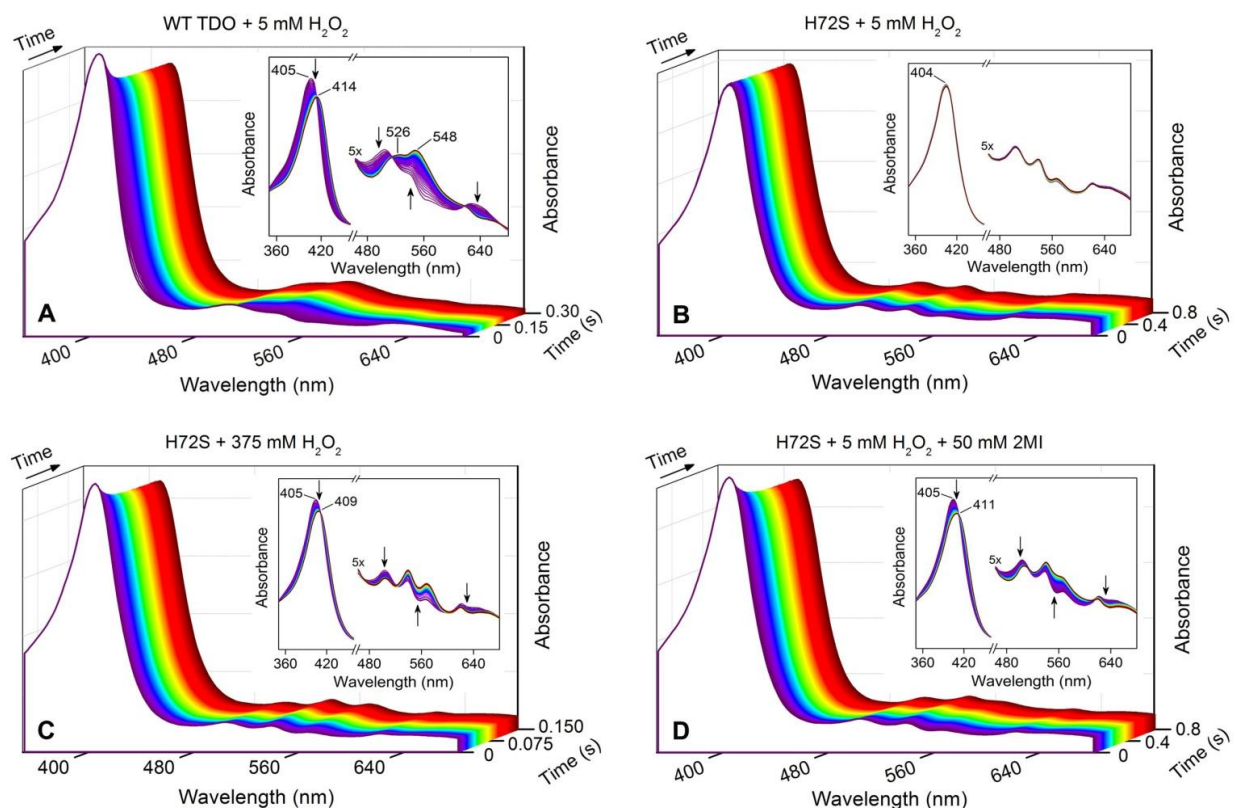 WT TDO + 5 mM H₂O₂
Time
405
414
5x
526
548
Absorbance
360 420 480 560 640
Wavelength (nm)
Absorbance
A
0.30
0.15
0
Time (s)
400 480 560 640
Wavelength (nm)
H72S + 5 mM H₂O₂
Time
404
5x
Absorbance
360 420 480 560 640
Wavelength (nm)
Absorbance
B
0.8
0.4
0
Time (s)
400 480 560 640
Wavelength (nm)
H72S + 375 mM H₂O₂
Time
405
409
5x
Absorbance
360 420 480 560 640
Wavelength (nm)
Absorbance
C
0.150
0.075
0
Time (s)
400 480 560 640
Wavelength (nm)
H72S + 5 mM H₂O₂ + 50 mM 2MI
Time
405
411
5x
Absorbance
360 420 480 560 640
Wavelength (nm)
Absorbance
D
0.8
0.4
0
Time (s)
400 480 560 640
Wavelength (nm)